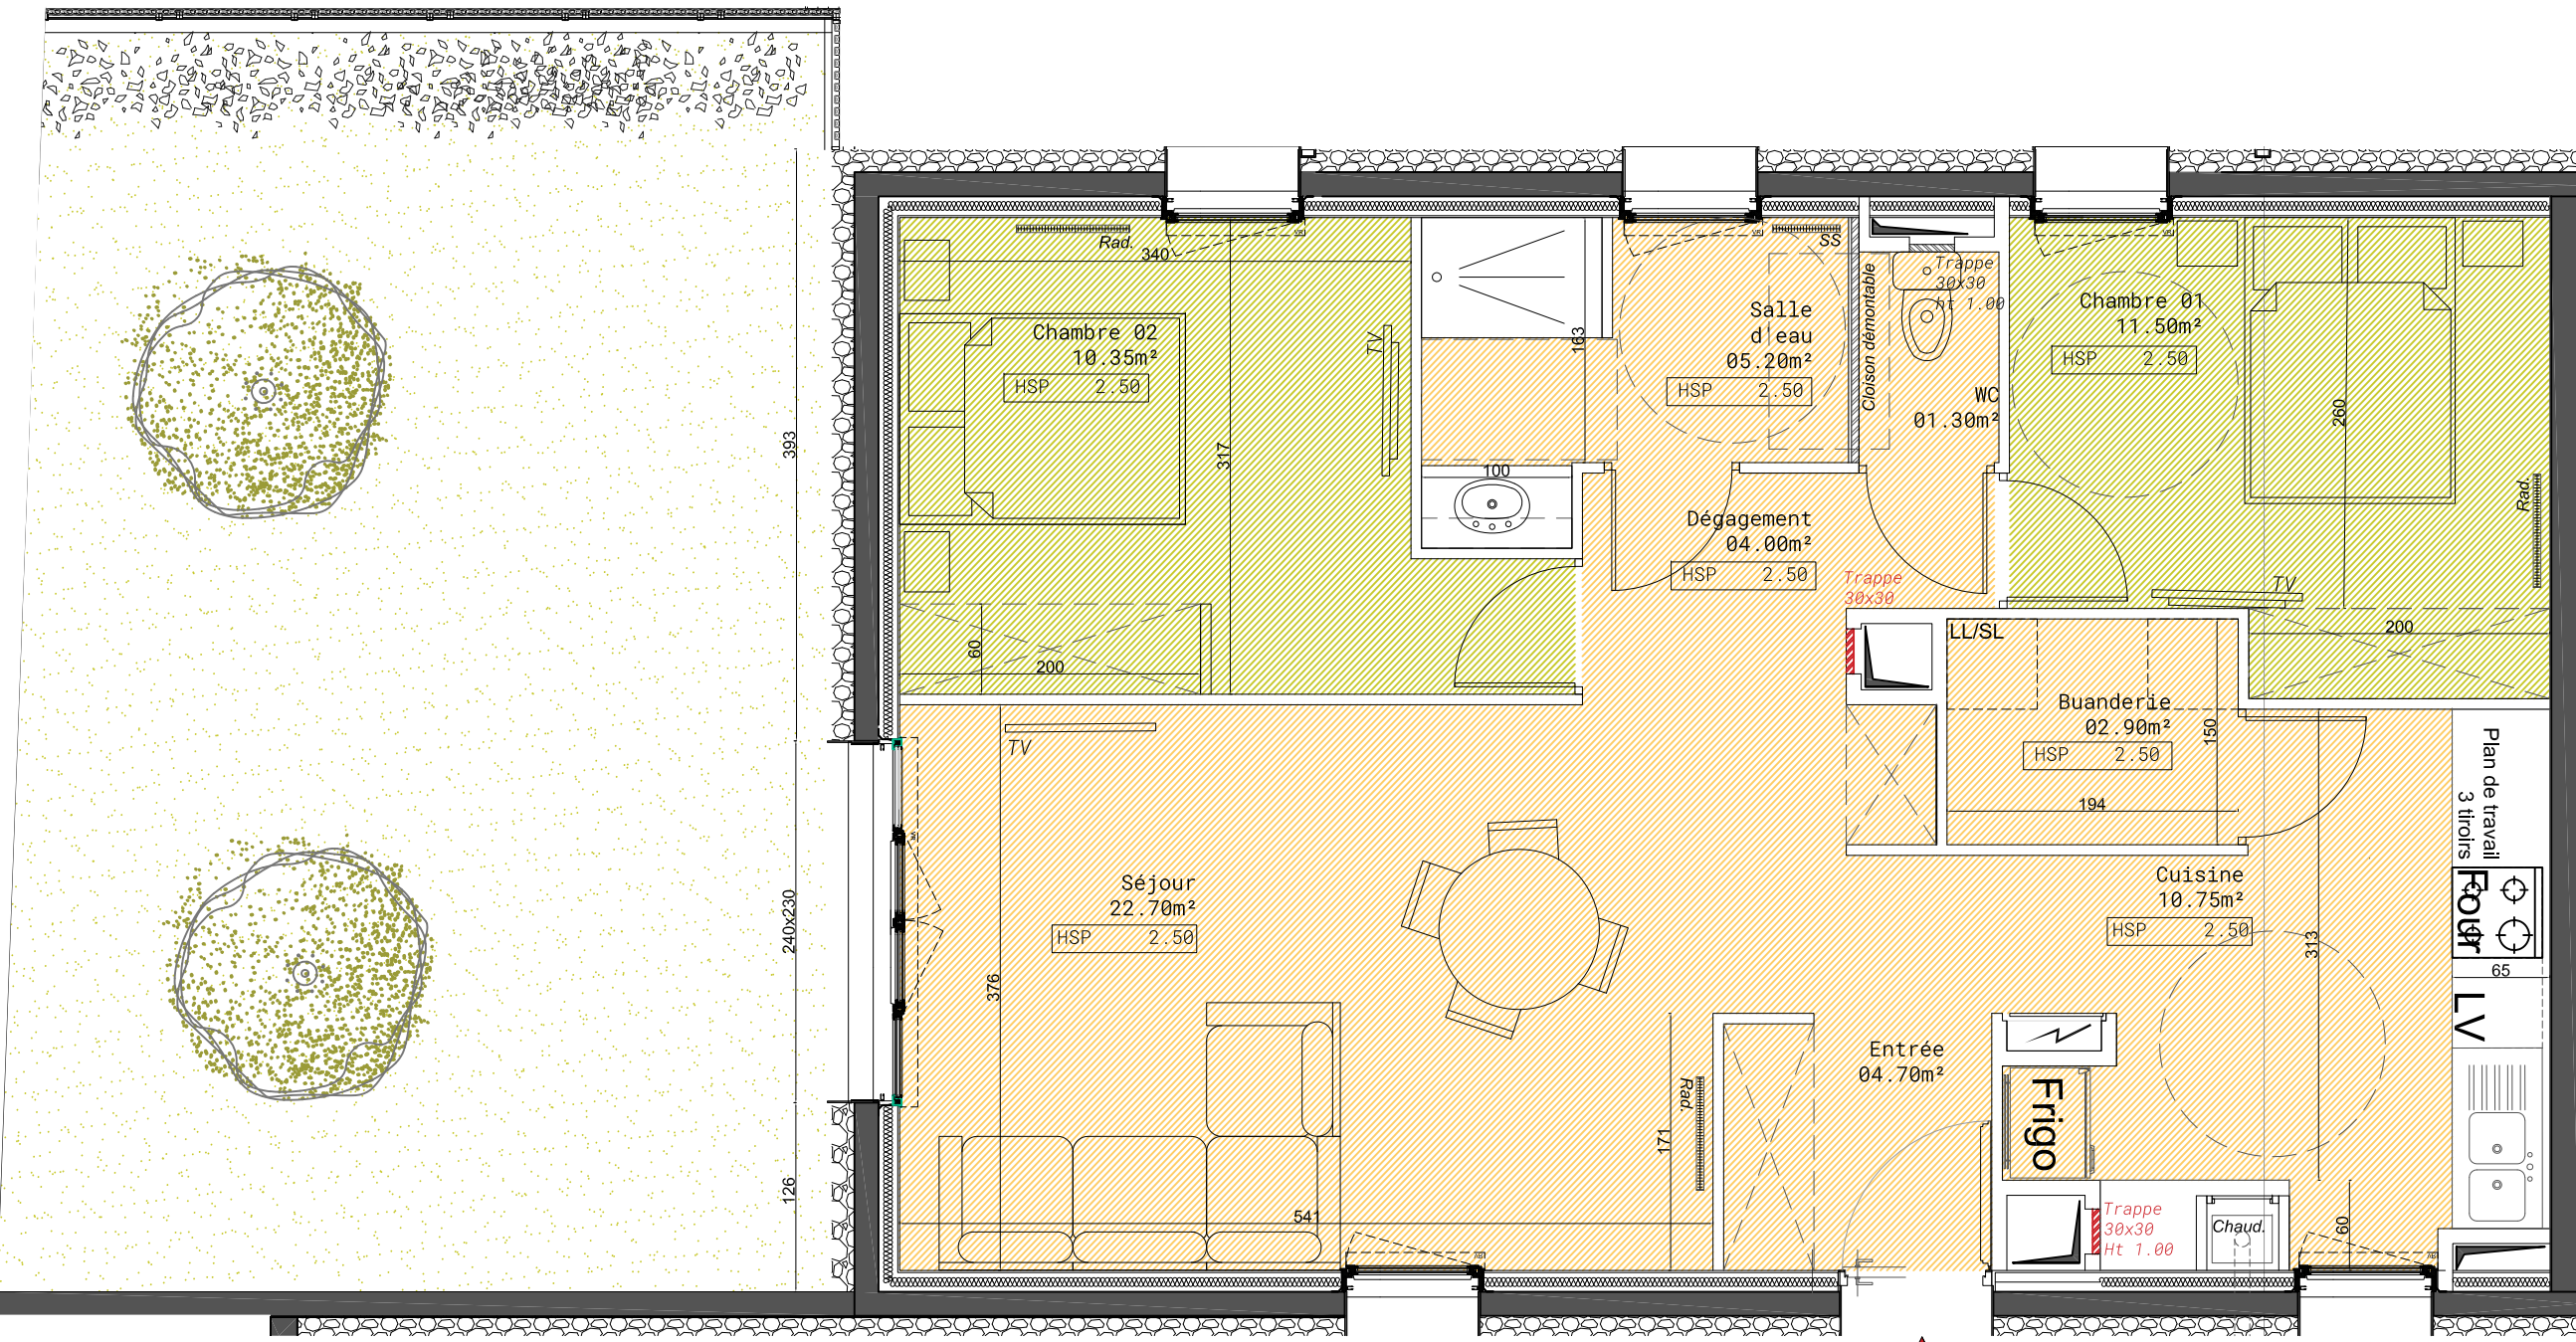 Rad.
340
Chambre 02
10.35m²
HSP 2.50
TV
317
60
200
163
100
SS
Salle
d'eau
05.20m²
HSP 2.50
Cloison démontable
Trappe
30x30
ht 1.00
WC
01.30m²
Chambre 01
11.50m²
HSP 2.50
260
Rad.
TV
200
Dégagement
04.00m²
HSP 2.50
Trappe
30x30
LL/SL
Buanderie
02.90m²
HSP 2.50
150
194
Plan de travail
3 tiroirs
Four
65
LV
393
240x230
126
TV
376
Séjour
22.70m²
HSP 2.50
541
171
Rad.
Entrée
04.70m²
Cuisine
10.75m²
HSP 2.50
313
Frigo
Trappe
30x30
Ht 1.00
Chaud.
60